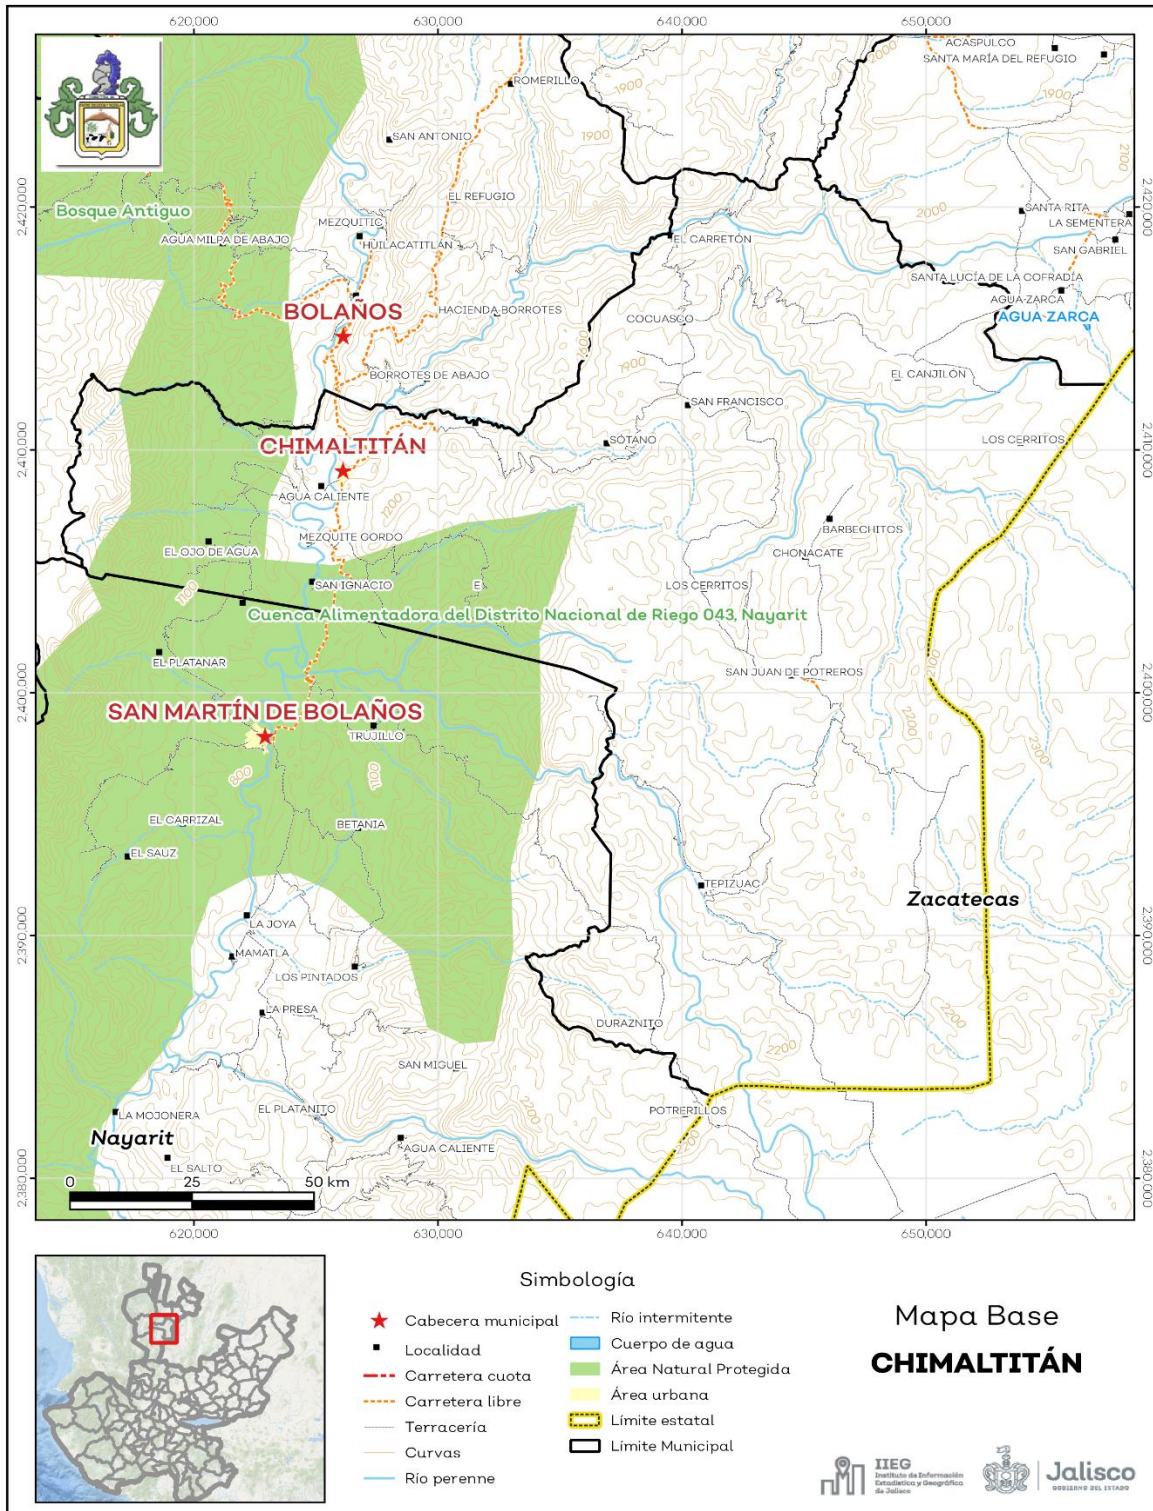 620,000
630,000
640,000
650,000
ACASPULCO
SANTA MARÍA DEL REFUGIO
2000
ROMERILLO
1900
1900
SAN ANTONIO
2100
EL REFUGIO
2,420,000
Bosque Antiguo
MEZQUITIC
SANTA RITA
2,420,000
2000
LA SEMENTERA
AGUA MILPA DE ABAJO
HUILACATITLÁN
EL CARRETÓN
SAN GABRIEL
SANTA LUCÍA DE LA COFRADÍA
AGUA ZARCA
BOLAÑOS
HACIENDA BORROTES
COCUASCO
AGUA ZARCA
1900
BORROTES DE ABAJO
EL CANJILÓN
SAN FRANCISCO
CHIMALTITÁN
SÓTANO
LOS CERRITOS
2,410,000
2,410,000
AGUA CALIENTE
1200
BARBECHITOS
MEZQUITE GORDO
EL OJO DE AGUA
CHONACATE
SAN IGNACIO
E
LOS CERRITOS
1100
Cuenca Alimentadora del Distrito Nacional de Riego 043, Nayarit
EL PLATANAR
SAN JUAN DE POTREROS
2,400,000
2,400,000
SAN MARTÍN DE BOLAÑOS
2200
TRUJILLO
2300
800
1100
EL CARRIZAL
BETANIA
EL SAUZ
TEPIZUAC
Zacatecas
LA JOYA
2,390,000
2,390,000
MAMATLA
LOS PINTADOS
LA PRESA
DURAZNITO
2200
2200
SAN MIGUEL
EL PLATANITO
2200
POTRERILLOS
LA MOJONERA
Nayarit
AGUA CALIENTE
EL SALTO
2,380,000
2,380,000
0 25 50 km
620,000
630,000
640,000
650,000
Simbología
Cabecera municipal
Localidad
Carretera cuota
Carretera libre
Terracería
Curvas
Río perenne
Río intermitente
Cuerpo de agua
Área Natural Protegida
Área urbana
Límite estatal
Límite Municipal
Mapa Base
CHIMALTITÁN
IIEG
Instituto de Información
Estadística y Geográfica
de Jalisco
Jalisco
GOBIERNO DEL ESTADO